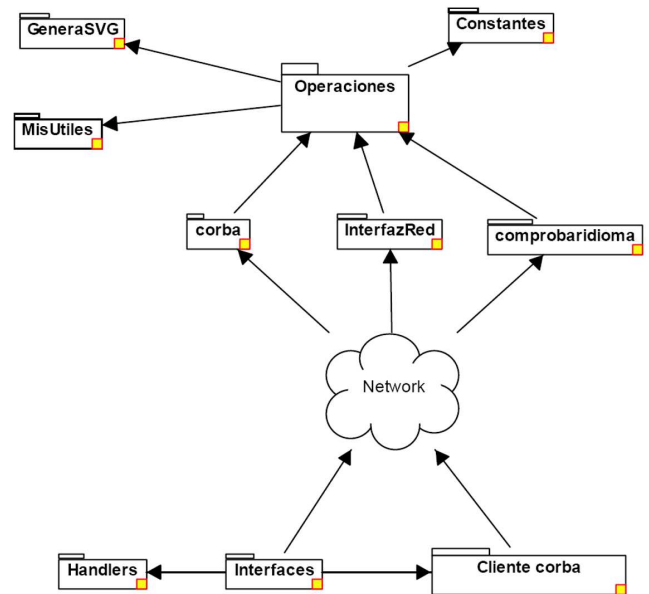 GeneraSVG
Constantes
Operaciones
MisUtiles
corba
InterfazRed
comprobaridioma
Network
Handlers
Interfaces
Cliente corba